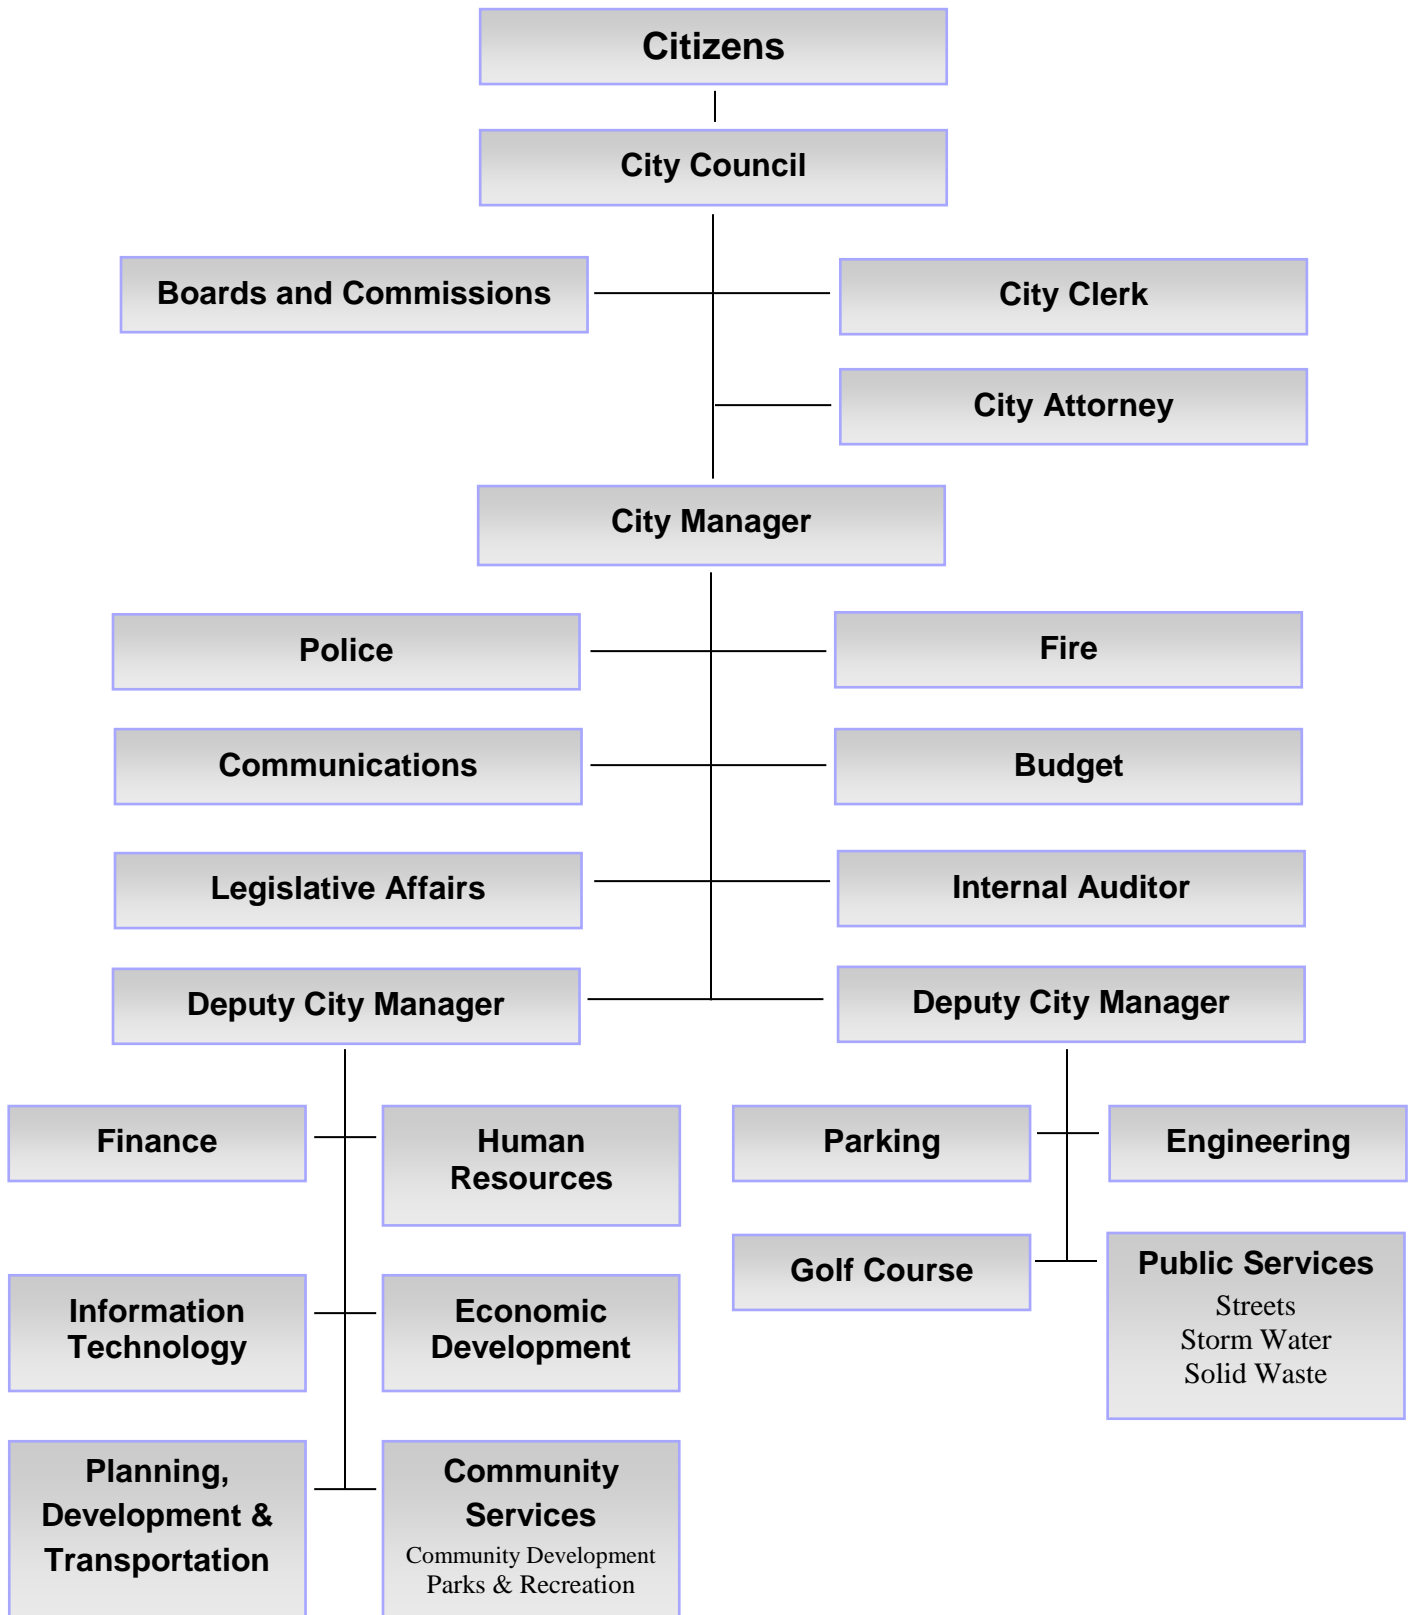 Citizens
City Council
Boards and Commissions
City Clerk
City Attorney
City Manager
Police
Fire
Communications
Budget
Legislative Affairs
Internal Auditor
Deputy City Manager
Deputy City Manager
Finance
Human
Resources
Parking
Engineering
Information
Technology
Economic
Development
Golf Course
Public Services
Streets
Storm Water
Solid Waste
Planning,
Development &
Transportation
Community
Services
Community Development
Parks & Recreation